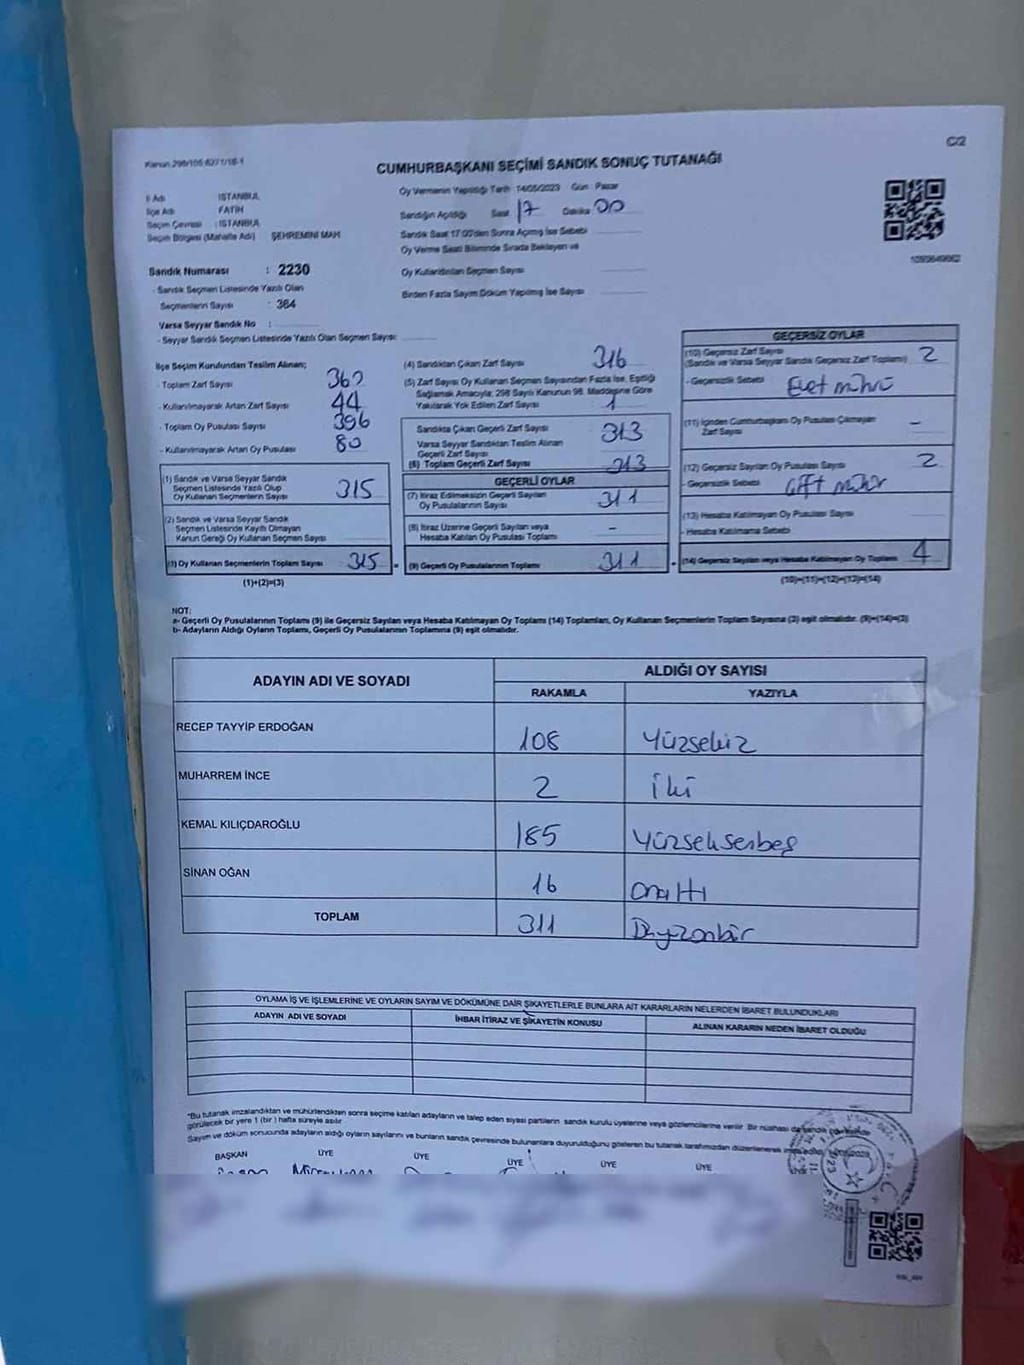 Kanun 298/105 6271/18-1
C/2
CUMHURBAŞKANI SEÇİMİ SANDIK SONUÇ TUTANAĞI
İl Adı İSTANBUL
İlçe Adı FATİH
Seçim Çevresi : İSTANBUL
Seçim Bölgesi (Mahalle Adı) ŞEHREMİNİ MAH.
Oy Vermenin Yapıldığı Tarih 14/05/2023 Gün Pazar
Sandığın Açıldığı Saat 17 Dakika 00
Sandık Saat 17:00'den Sonra Açılmış İse Sebebi
Oy Verme Saati Bitiminde Sırada Bekleyen ve
Oy Kullandırılan Seçmen Sayısı
Birden Fazla Sayım Döküm Yapılmış İse Sayısı
Sandık Numarası : 2230
- Sandık Seçmen Listesinde Yazılı Olan
Seçmenlerin Sayısı : 364
Varsa Seyyar Sandık No :
- Seyyar Sandık Seçmen Listesinde Yazılı Olan Seçmen Sayısı
İlçe Seçim Kurulundan Teslim Alınan;
- Toplam Zarf Sayısı 360
- Kullanılmayarak Artan Zarf Sayısı 44
- Toplam Oy Pusulası Sayısı 396
- Kullanılmayarak Artan Oy Pusulası 80
(1) Sandık ve Varsa Seyyar Sandık
Seçmen Listesinde Yazılı Olup
Oy Kullanan Seçmenlerin Sayısı 315
(2) Sandık ve Varsa Seyyar Sandık
Seçmen Listesinde Kayıtlı Olmayan
Kanun Gereği Oy Kullanan Seçmen Sayısı
(3) Oy Kullanan Seçmenlerin Toplam Sayısı 315
(1)+(2)=(3)
(4) Sandıktan Çıkan Zarf Sayısı 316
(5) Zarf Sayısı Oy Kullanan Seçmen Sayısından Fazla İse, Eşitliği
Sağlamak Amacıyla, 298 Sayılı Kanunun 98. Maddesine Göre
Yakılarak Yok Edilen Zarf Sayısı 1
Sandıkta Çıkan Geçerli Zarf Sayısı 313
Varsa Seyyar Sandıktan Teslim Alınan
Geçerli Zarf Sayısı
(6) Toplam Geçerli Zarf Sayısı 313
GEÇERLİ OYLAR
(7) İtiraz Edilmeksizin Geçerli Sayılan
Oy Pusulalarının Sayısı 311
(8) İtiraz Üzerine Geçerli Sayılan veya
Hesaba Katılan Oy Pusulası Toplamı -
(9) Geçerli Oy Pusulalarının Toplamı 311
GEÇERSİZ OYLAR
(10) Geçersiz Zarf Sayısı
(Sandık ve Varsa Seyyar Sandık Geçersiz Zarf Toplamı) 2
- Geçersizlik Sebebi Evet mührü
(11) İçinden Cumhurbaşkanı Oy Pusulası Çıkmayan
Zarf Sayısı -
(12) Geçersiz Sayılan Oy Pusulası Sayısı 2
- Geçersizlik Sebebi Çift mühür
(13) Hesaba Katılmayan Oy Pusulası Sayısı
- Hesaba Katılmama Sebebi
(14) Geçersiz Sayılan veya Hesaba Katılmayan Oy Toplamı 4
(10)+(11)+(12)+(13)=(14)
NOT:
a- Geçerli Oy Pusulalarının Toplamı (9) ile Geçersiz Sayılan veya Hesaba Katılmayan Oy Toplamı (14) Toplamları, Oy Kullanan Seçmenlerin Toplam Sayısına (3) eşit olmalıdır. (9)+(14)=(3)
b- Adayların Aldığı Oyların Toplamı, Geçerli Oy Pusulalarının Toplamına (9) eşit olmalıdır.
ADAYIN ADI VE SOYADI
ALDIĞI OY SAYISI
RAKAMLA YAZIYLA
RECEP TAYYİP ERDOĞAN 108 Yüzsekiz
MUHARREM İNCE 2 İki
KEMAL KILIÇDAROĞLU 185 Yüzseksenbeş
SİNAN OĞAN 16 Onaltı
TOPLAM 311 Üçyüzonbir
OYLAMA İŞ VE İŞLEMLERİNE VE OYLARIN SAYIM VE DÖKÜMÜNE DAİR ŞİKAYETLERLE BUNLARA AİT KARARLARIN NELERDEN İBARET BULUNDUKLARI
ADAYIN ADI VE SOYADI İHBAR İTİRAZ VE ŞİKAYETİN KONUSU ALINAN KARARIN NEDEN İBARET OLDUĞU
*Bu tutanak imzalandıktan ve mühürlendikten sonra seçime katılan adayların ve talep eden siyasi partilerin sandık kurulu üyelerine veya gözlemcilerine verilir. Bir nüshası da sandık
görülecek bir yere 1 (bir) hafta süreyle asılır
Sayım ve döküm sonucunda adayların aldığı oyların sayılarını ve bunların sandık çevresinde bulunanlara duyurulduğunu gösteren bu tutanak tarafımızdan düzenlenerek
BAŞKAN ÜYE ÜYE ÜYE ÜYE ÜYE